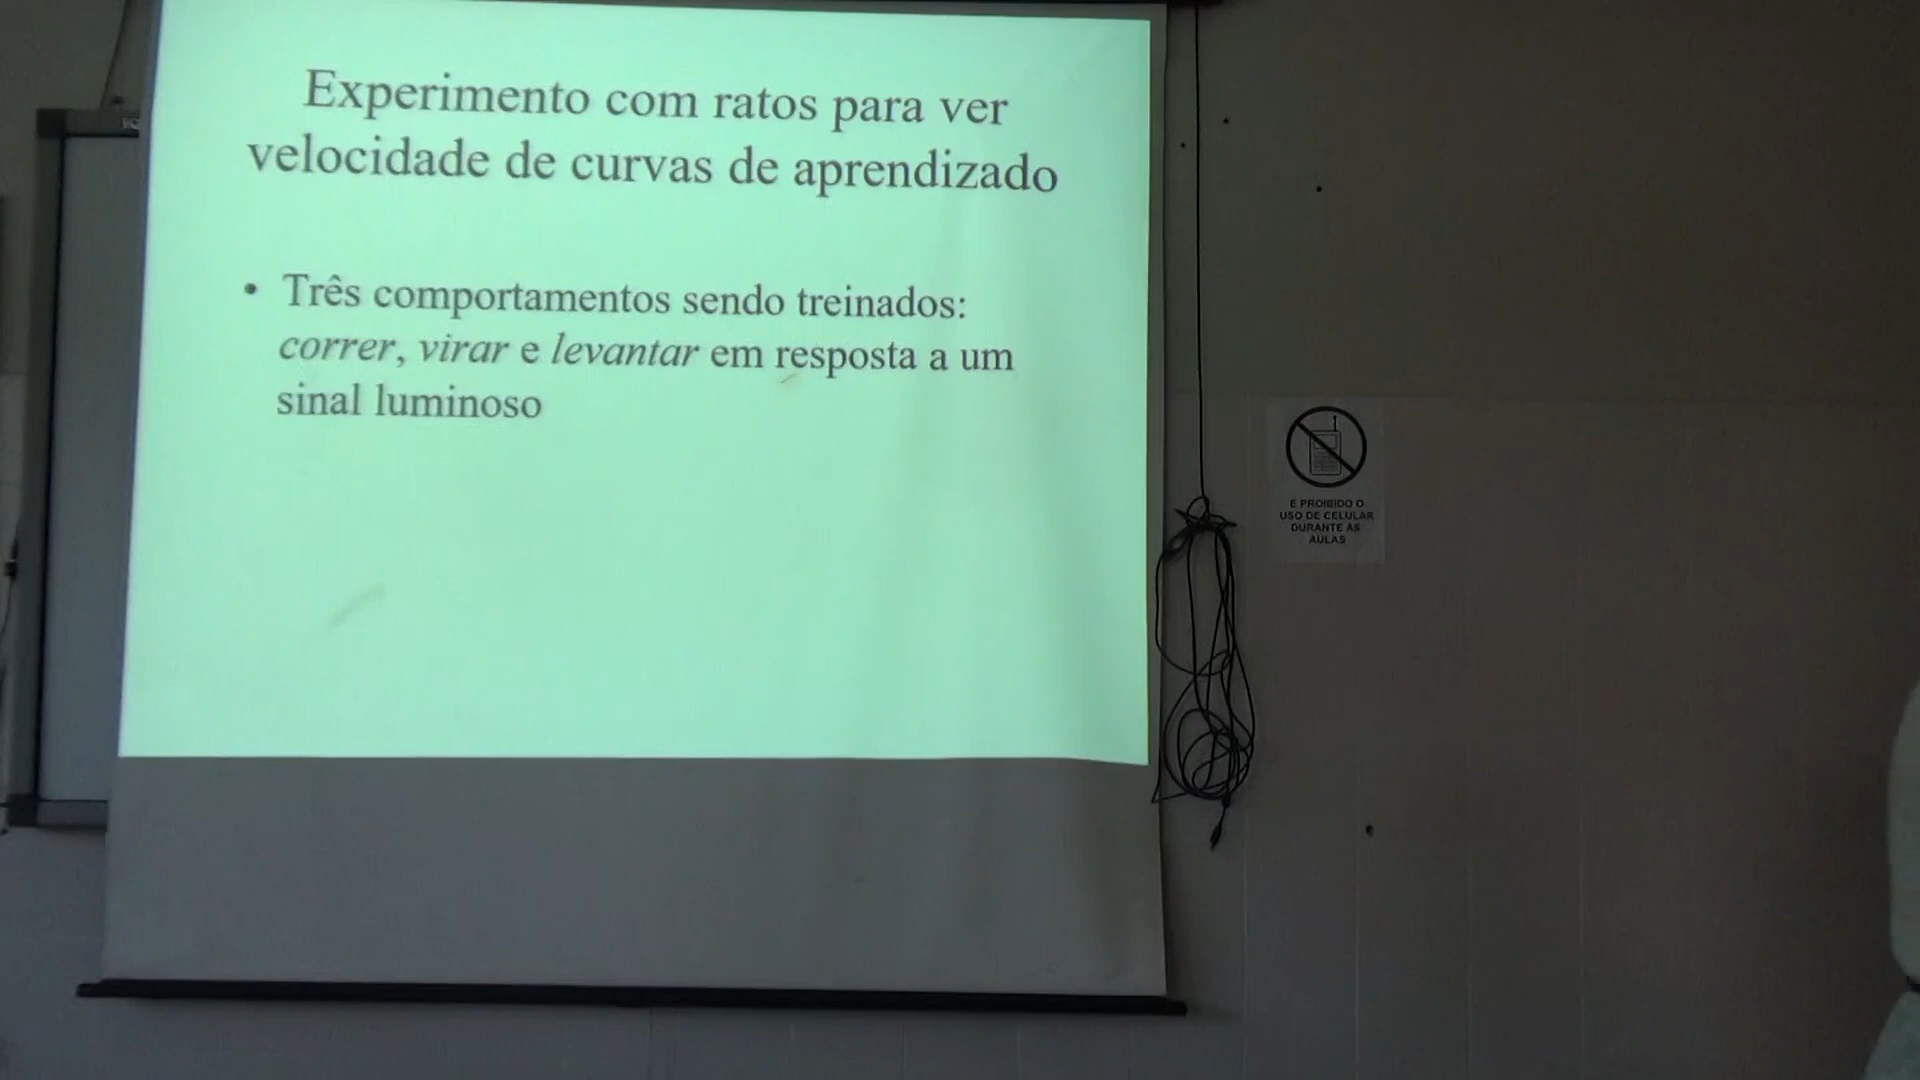 Experimento com ratos para ver
velocidade de curvas de aprendizado
• Três comportamentos sendo treinados:
correr, virar e levantar em resposta a um
sinal luminoso
É PROIBIDO O
USO DE CELULAR
DURANTE AS
AULAS